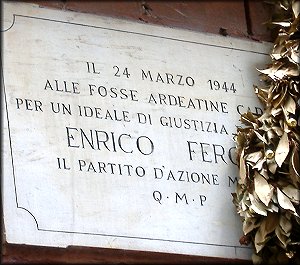 IL 24 MARZO 1944
ALLE FOSSE ARDEATINE
PER UN IDEALE DI GIUSTIZIA
ENRICO
IL PARTITO D'AZIONE
Q·M·P